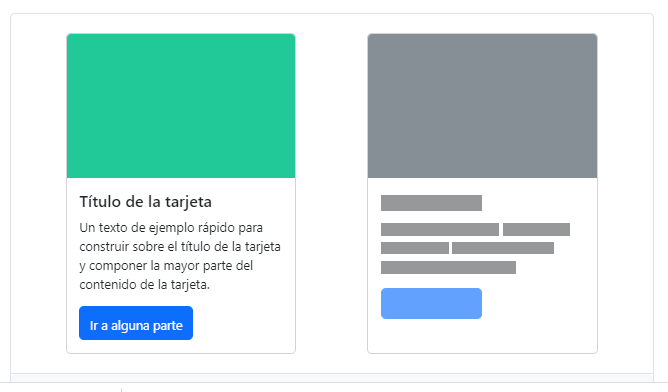 Título de la tarjeta
Un texto de ejemplo rápido para
construir sobre el título de la tarjeta
y componer la mayor parte del
contenido de la tarjeta.
Ir a alguna parte